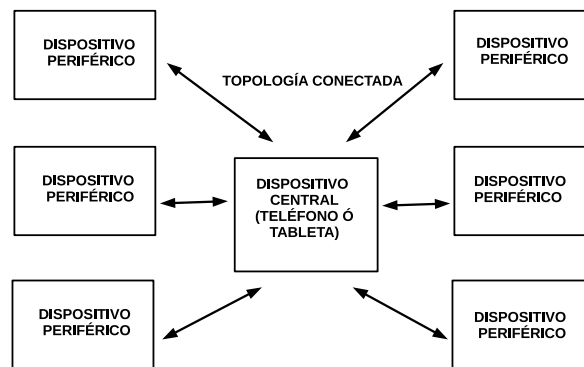 DISPOSITIVO
PERIFÉRICO
DISPOSITIVO
PERIFÉRICO
TOPOLOGÍA CONECTADA
DISPOSITIVO
PERIFÉRICO
DISPOSITIVO
CENTRAL
(TELÉFONO Ó
TABLETA)
DISPOSITIVO
PERIFÉRICO
DISPOSITIVO
PERIFÉRICO
DISPOSITIVO
PERIFÉRICO